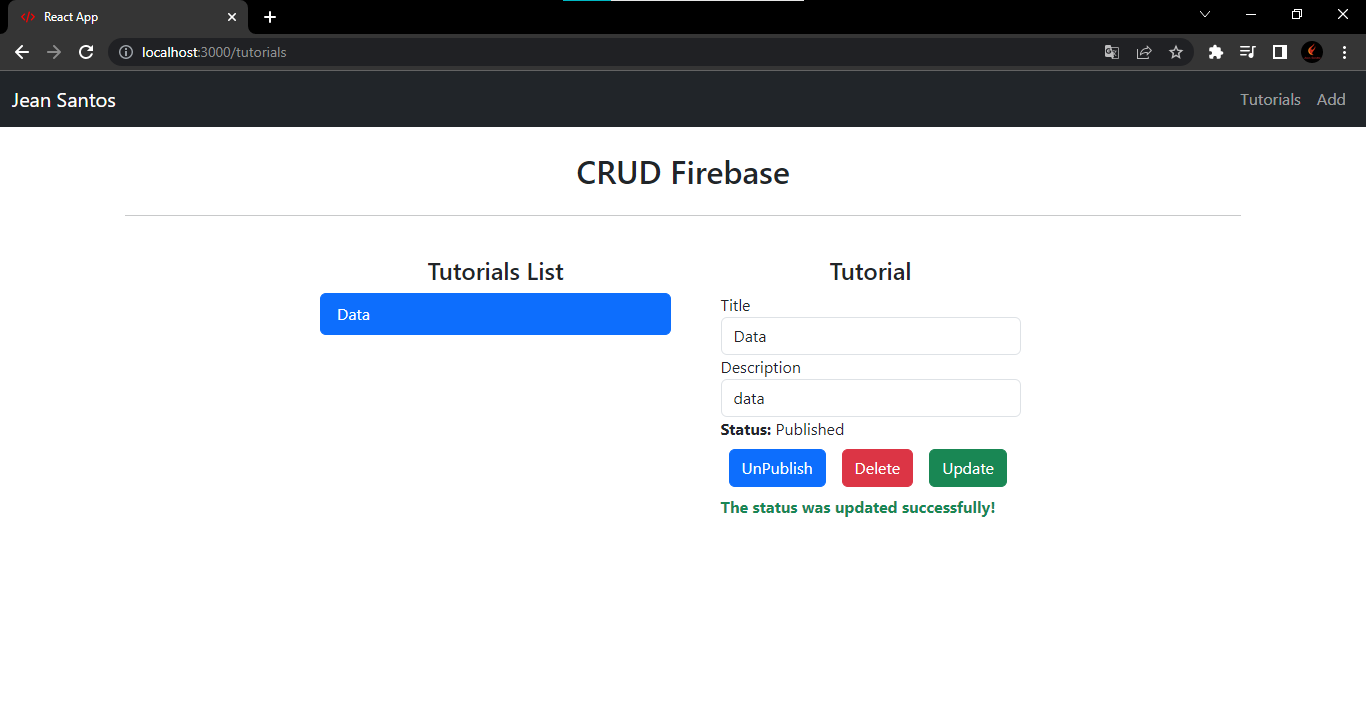 React App
localhost:3000/tutorials
Jean Santos
Tutorials
Add
CRUD Firebase
Tutorials List
Data
Tutorial
Title
Data
Description
data
Status: Published
UnPublish
Delete
Update
The status was updated successfully!